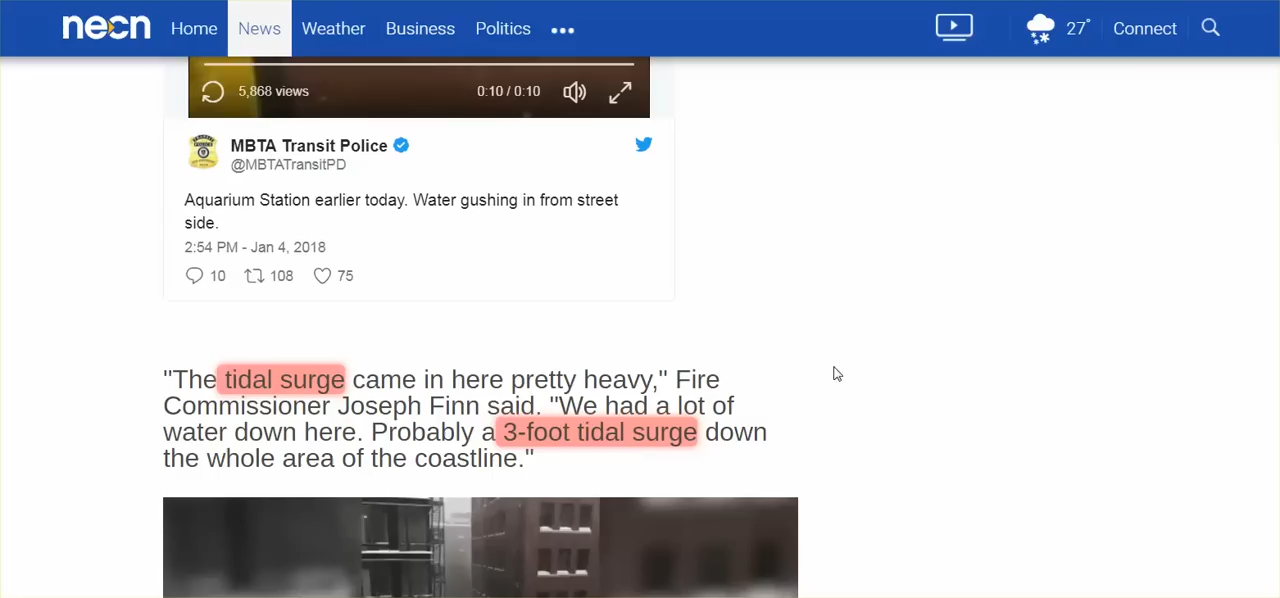 necn Home News Weather Business Politics ••• 27° Connect
5,868 views 0:10 / 0:10
MBTA Transit Police
@MBTATransitPD
Aquarium Station earlier today. Water gushing in from street
side.
2:54 PM - Jan 4, 2018
10 108 75
"The tidal surge came in here pretty heavy," Fire
Commissioner Joseph Finn said. "We had a lot of
water down here. Probably a 3-foot tidal surge down
the whole area of the coastline."